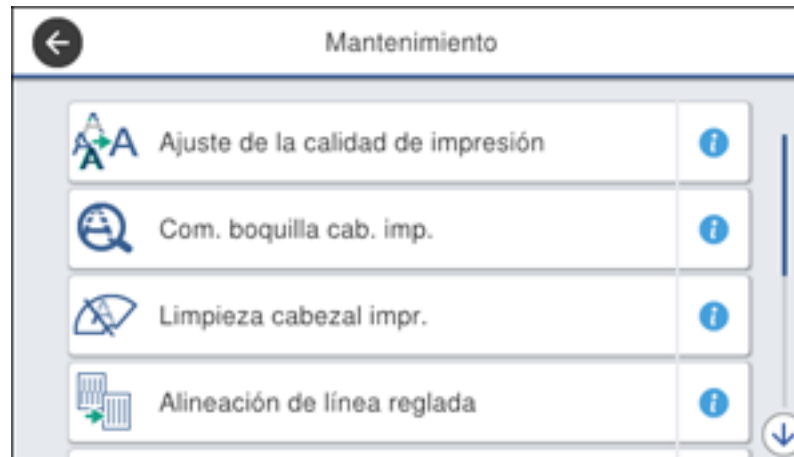 Mantenimiento
Ajuste de la calidad de impresión
Com. boquilla cab. imp.
Limpieza cabezal impr.
Alineación de línea reglada